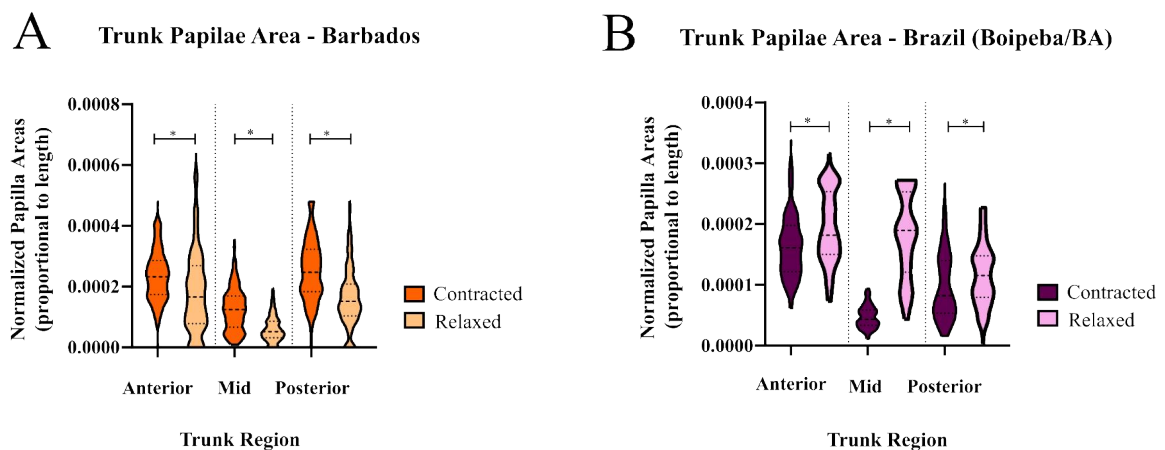 A
Trunk Papilae Area - Barbados
Normalized Papilla Areas
(proportional to length)
0.0008
0.0006
0.0004
0.0002
0.0000
* * *
Anterior Mid Posterior
Trunk Region
Contracted
Relaxed
B
Trunk Papilae Area - Brazil (Boipeba/BA)
Normalized Papilla Areas
(proportional to length)
0.0004
0.0003
0.0002
0.0001
0.0000
* * *
Anterior Mid Posterior
Trunk Region
Contracted
Relaxed